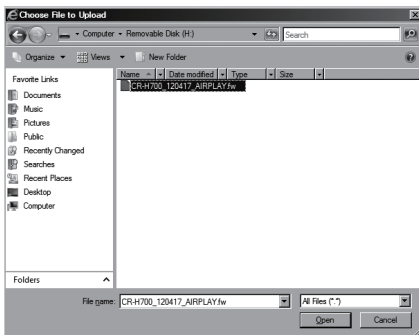 Choose File to Upload
Computer Removable Disk (H:) Search
Organize Views New Folder
Favorite Links
Documents
Music
Pictures
Public
Recently Changed
Searches
Recent Places
Desktop
Computer
Folders
Name Date modified Type Size
CR-H700_120417_AIRPLAY.fw
File name: CR-H700_120417_AIRPLAY.fw All Files (*.*)
Open Cancel